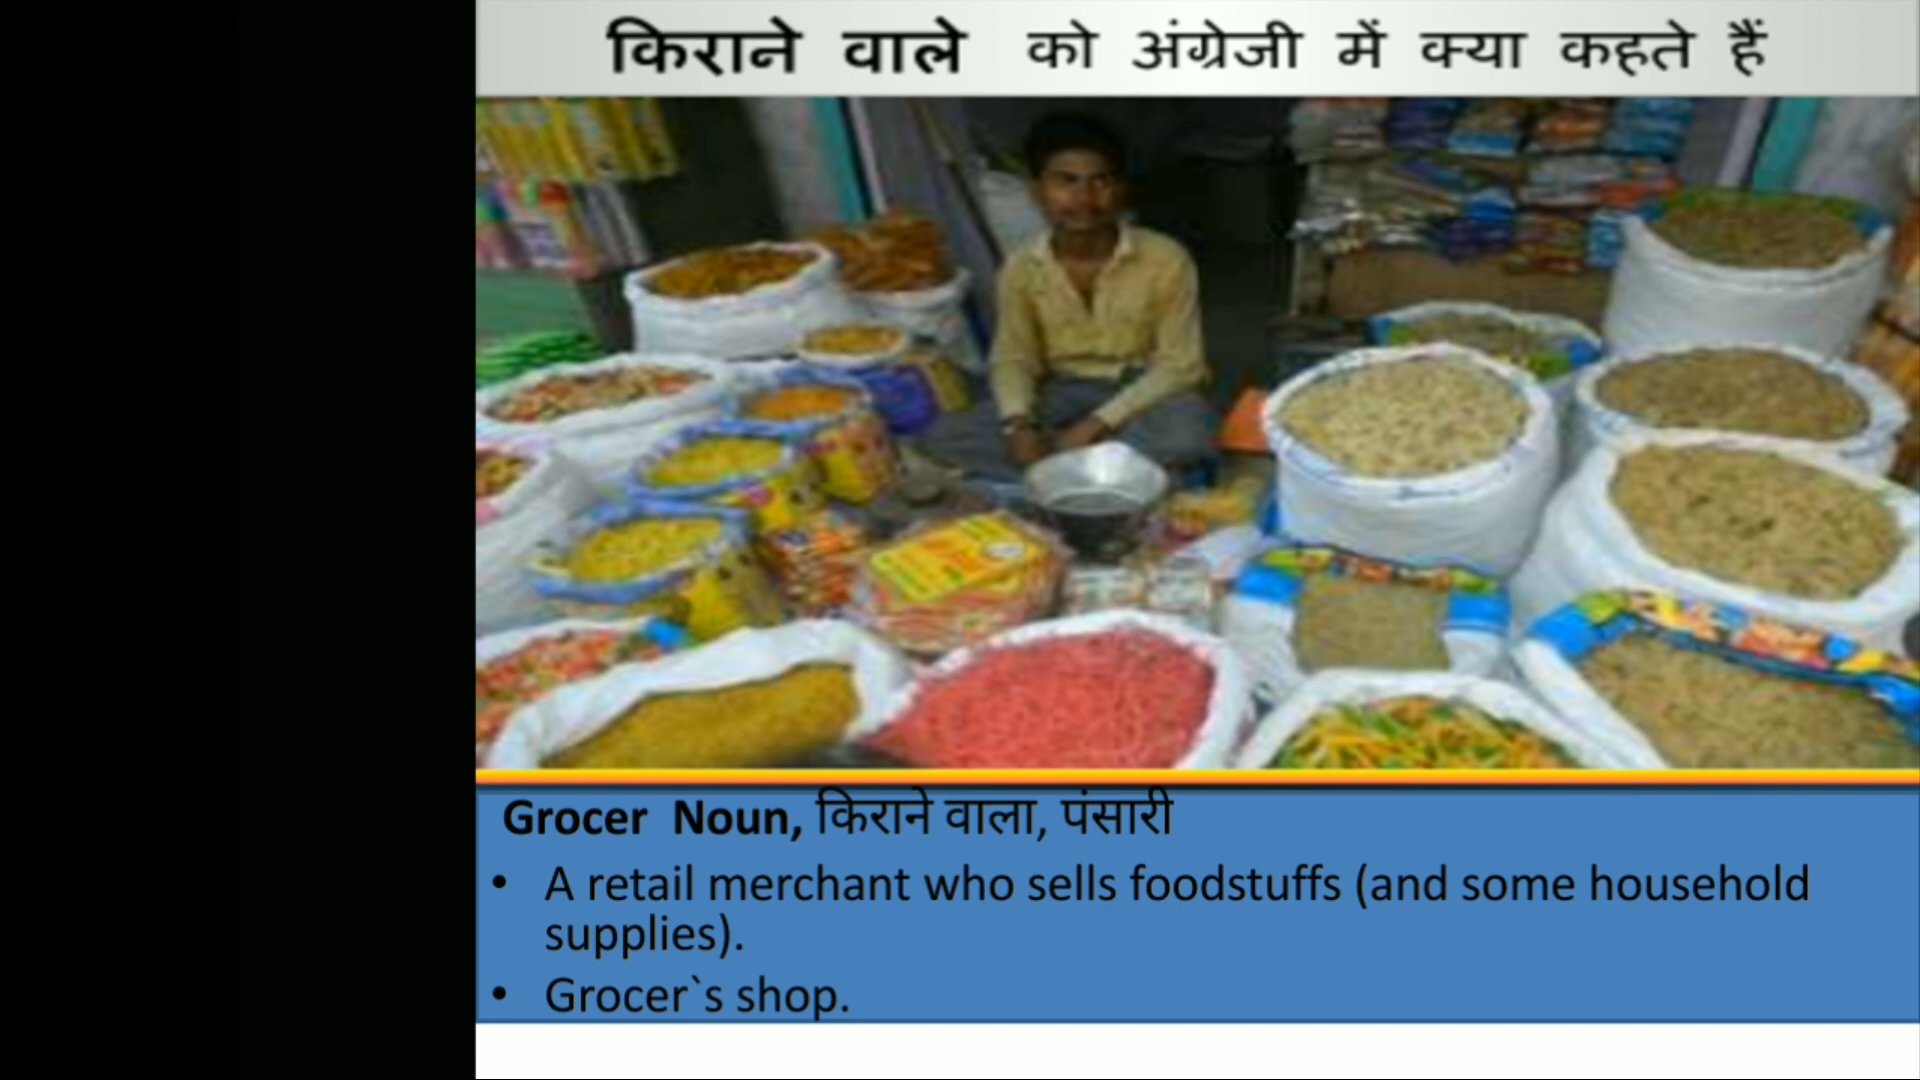 किराने वाले को अंग्रेजी में क्या कहते हैं
Grocer Noun, किराने वाला, पंसारी
• A retail merchant who sells foodstuffs (and some household
supplies).
• Grocer`s shop.